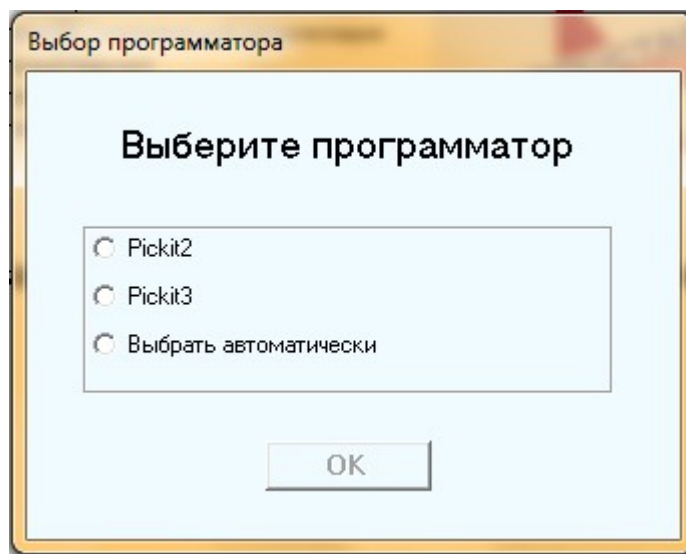 Выбор программатора
Выберите программатор
Pickit2
Pickit3
Выбрать автоматически
OK